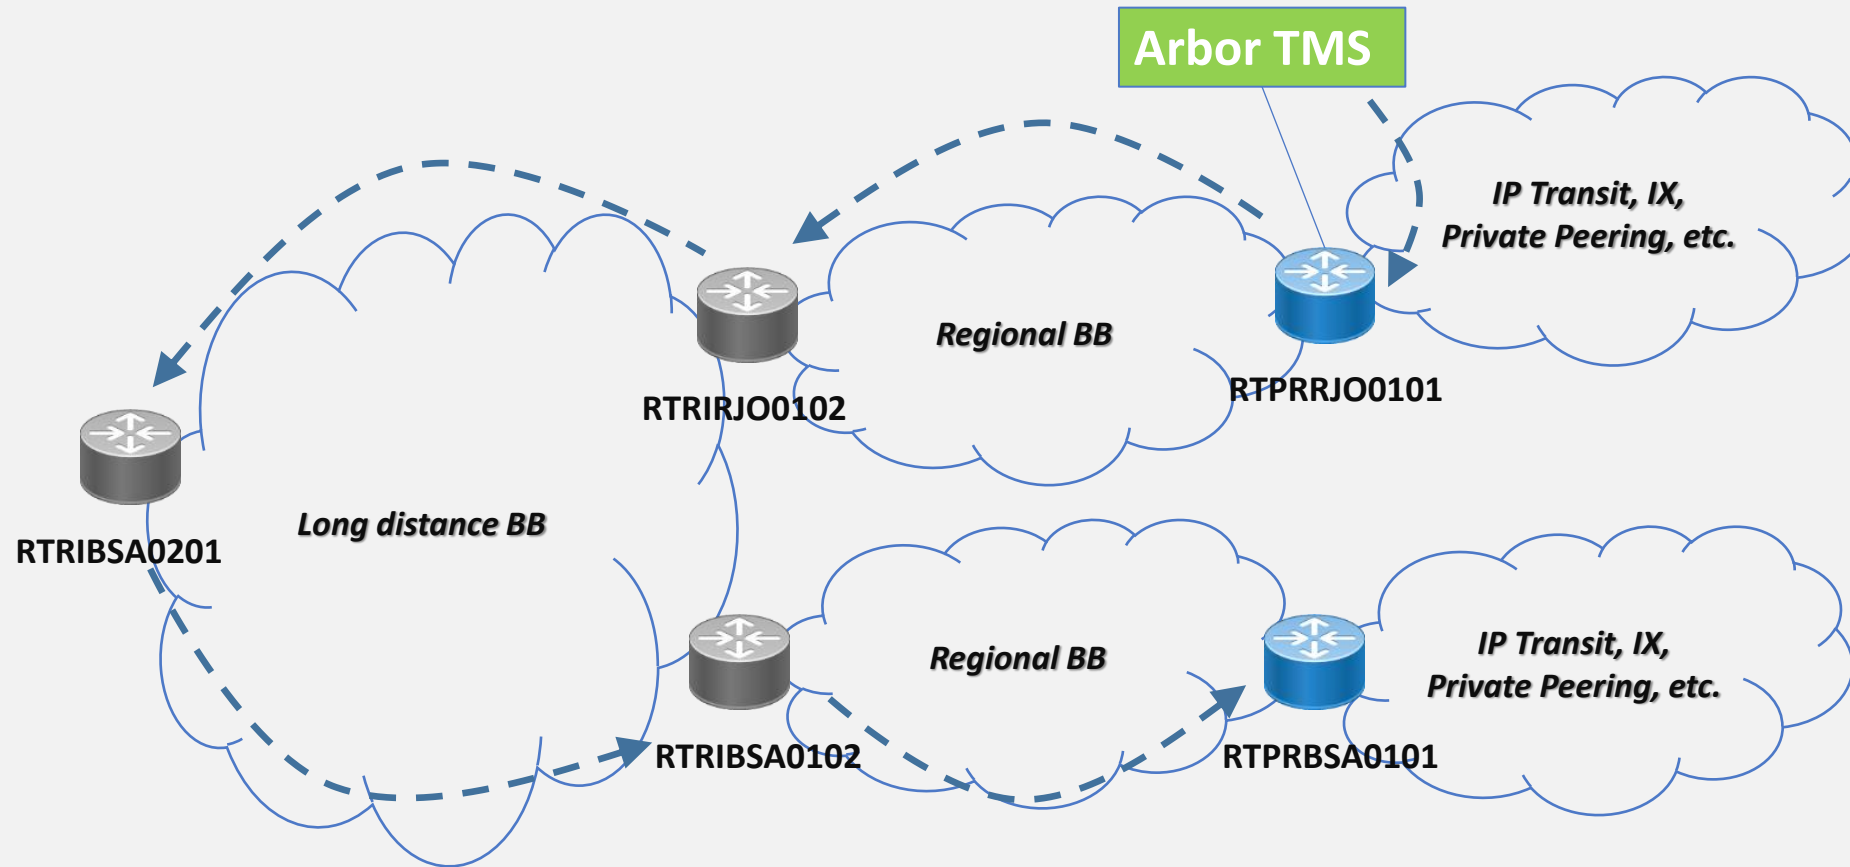 Arbor TMS
IP Transit, IX,
Private Peering, etc.
Regional BB
RTPRRJO0101
RTRIRJO0102
Long distance BB
RTRIBSA0201
Regional BB
IP Transit, IX,
Private Peering, etc.
RTRIBSA0102
RTPRBSA0101